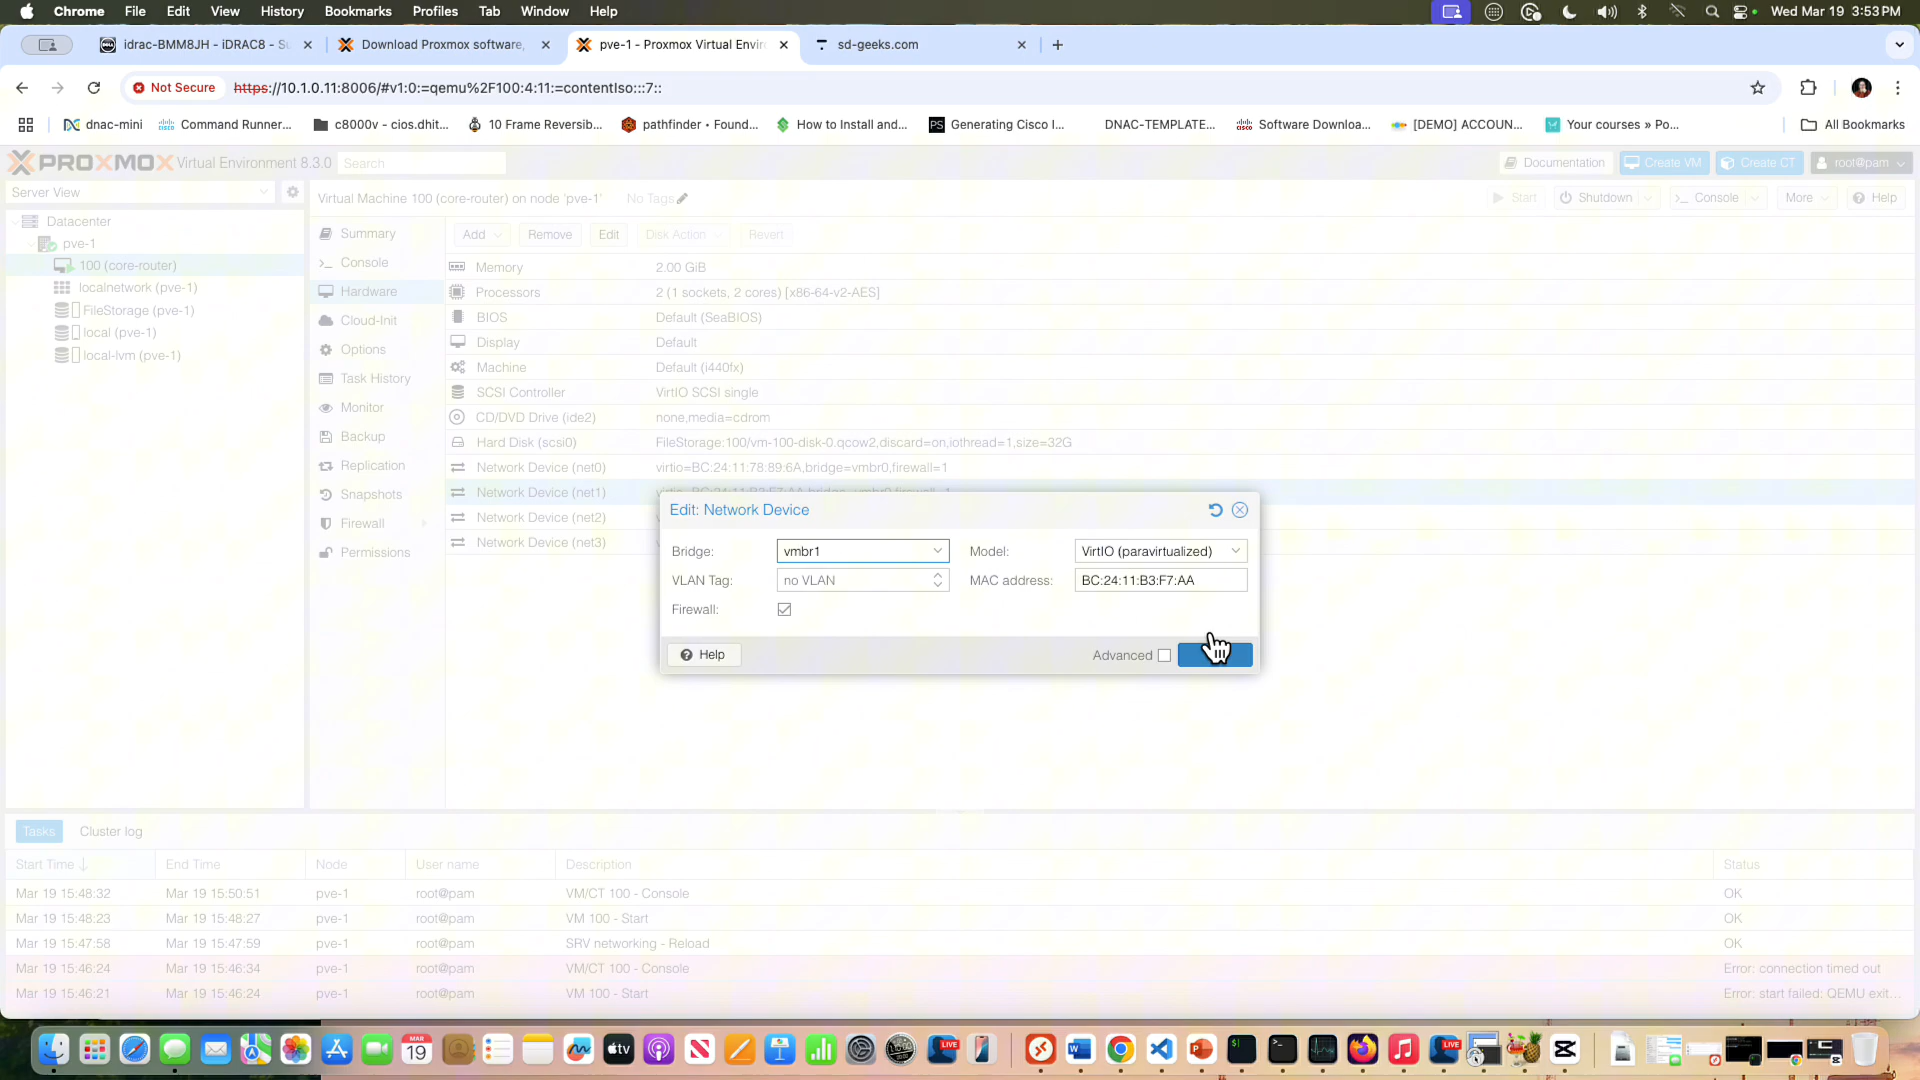 Chrome File Edit View History Bookmarks Profiles Tab Window Help Wed Mar 19 3:53 PM
idrac-BMM8JH - iDRAC8 - S Download Proxmox software, pve-1 - Proxmox Virtual Envir sd-geeks.com
Not Secure https://10.1.0.11:8006/#v1:0:=qemu%2F100:4:11:=contentIso:::7::
dnac-mini Command Runner... c8000v - cios.dhit... 10 Frame Reversib... pathfinder • Found... How to Install and... PS Generating Cisco I... DNAC-TEMPLATE... Software Downloa... [DEMO] ACCOUN... Your courses » Po... All Bookmarks
PROXMOX Virtual Environment 8.3.0 Search Documentation Create VM Create CT root@pam
Server View Virtual Machine 100 (core-router) on node 'pve-1' No Tags Start Shutdown Console More Help
Datacenter
pve-1
100 (core-router)
localnetwork (pve-1)
FileStorage (pve-1)
local (pve-1)
local-lvm (pve-1)
Summary
Console
Hardware
Cloud-Init
Options
Task History
Monitor
Backup
Replication
Snapshots
Firewall
Permissions
Add Remove Edit Disk Action Revert
Memory 2.00 GiB
Processors 2 (1 sockets, 2 cores) [x86-64-v2-AES]
BIOS Default (SeaBIOS)
Display Default
Machine Default (i440fx)
SCSI Controller VirtIO SCSI single
CD/DVD Drive (ide2) none,media=cdrom
Hard Disk (scsi0) FileStorage:100/vm-100-disk-0.qcow2,discard=on,iothread=1,size=32G
Network Device (net0) virtio=BC:24:11:78:89:6A,bridge=vmbr0,firewall=1
Network Device (net1) virtio=BC:24:11:B3:F7:AA,bridge=vmbr0,firewall=1
Network Device (net2)
Network Device (net3)
Edit: Network Device
Bridge: vmbr1 Model: VirtIO (paravirtualized)
VLAN Tag: no VLAN MAC address: BC:24:11:B3:F7:AA
Firewall:
Help Advanced
Tasks Cluster log
Start Time End Time Node User name Description Status
Mar 19 15:48:32 Mar 19 15:50:51 pve-1 root@pam VM/CT 100 - Console OK
Mar 19 15:48:23 Mar 19 15:48:27 pve-1 root@pam VM 100 - Start OK
Mar 19 15:47:58 Mar 19 15:47:59 pve-1 root@pam SRV networking - Reload OK
Mar 19 15:46:24 Mar 19 15:46:34 pve-1 root@pam VM/CT 100 - Console Error: connection timed out
Mar 19 15:46:21 Mar 19 15:46:24 pve-1 root@pam VM 100 - Start Error: start failed: QEMU exit...
MAR
19
tv
LIVE
LIVE